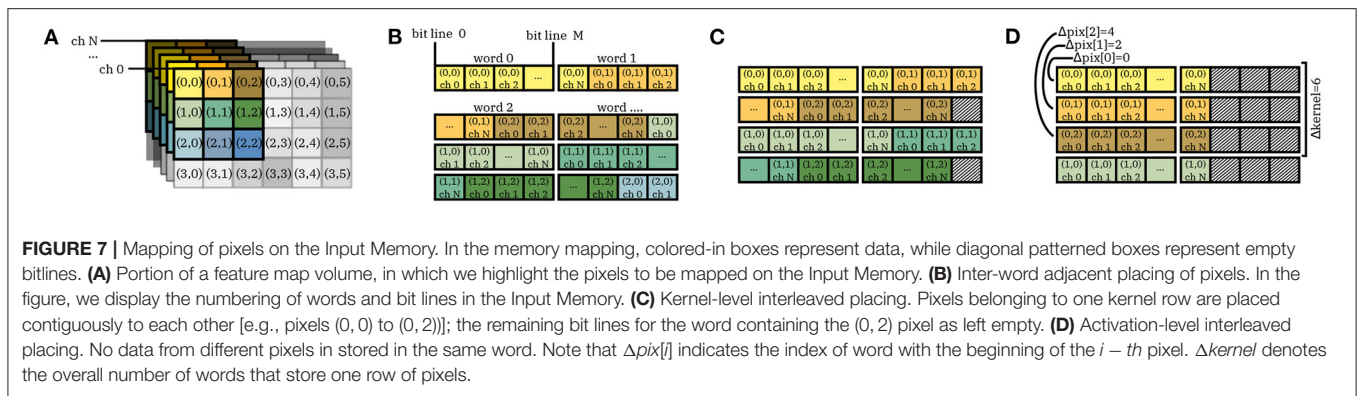 A
ch N
...
ch 0
(0,0) (0,1) (0,2) (0,3) (0,4) (0,5)
(1,0) (1,1) (1,2) (1,3) (1,4) (1,5)
(2,0) (2,1) (2,2) (2,3) (2,4) (2,5)
(3,0) (3,1) (3,2) (3,3) (3,4) (3,5)
B
bit line 0 bit line M
word 0 word 1
(0,0) (0,0) (0,0) ... (0,0) (0,1) (0,1) (0,1)
ch 0 ch 1 ch 2 ch N ch 0 ch 1 ch 2
word 2 word ....
... (0,1) (0,2) (0,2) (0,2) ... (0,2) (1,0)
ch N ch 0 ch 1 ch 2 ch N ch 0
(1,0) (1,0) ... (1,0) (1,1) (1,1) (1,1) ...
ch 1 ch 2 ch N ch 0 ch 1 ch 2
(1,1) (1,2) (1,2) (1,2) ... (1,2) (2,0) (2,0)
ch N ch 0 ch 1 ch 2 ch N ch 0 ch 1
C
(0,0) (0,0) (0,0) ... (0,0) (0,1) (0,1) (0,1)
ch 0 ch 1 ch 2 ch N ch 0 ch 1 ch 2
... (0,1) (0,2) (0,2) (0,2) ... (0,2)
ch N ch 0 ch 1 ch 2 ch N
(1,0) (1,0) (1,0) ... (1,0) (1,1) (1,1) (1,1)
ch 0 ch 1 ch 2 ch N ch 0 ch 1 ch 2
... (1,1) (1,2) (1,2) (1,2) ... (1,2)
ch N ch 0 ch 1 ch 2 ch N
D
Δpix[2]=4
Δpix[1]=2
Δpix[0]=0
(0,0) (0,0) (0,0) ... (0,0)
ch 0 ch 1 ch 2 ch N
(0,1) (0,1) (0,1) ... (0,1)
ch 0 ch 1 ch 2 ch N
(0,2) (0,2) (0,2) ... (0,2)
ch 0 ch 1 ch 2 ch N
(1,0) (1,0) (1,0) ... (1,0)
ch 0 ch 1 ch 2 ch N
Δkernel=6
FIGURE 7 | Mapping of pixels on the Input Memory. In the memory mapping, colored-in boxes represent data, while diagonal patterned boxes represent empty
bitlines. (A) Portion of a feature map volume, in which we highlight the pixels to be mapped on the Input Memory. (B) Inter-word adjacent placing of pixels. In the
figure, we display the numbering of words and bit lines in the Input Memory. (C) Kernel-level interleaved placing. Pixels belonging to one kernel row are placed
contiguously to each other [e.g., pixels (0, 0) to (0, 2))]; the remaining bit lines for the word containing the (0, 2) pixel as left empty. (D) Activation-level interleaved
placing. No data from different pixels in stored in the same word. Note that Δpix[i] indicates the index of word with the beginning of the i − th pixel. Δkernel denotes
the overall number of words that store one row of pixels.